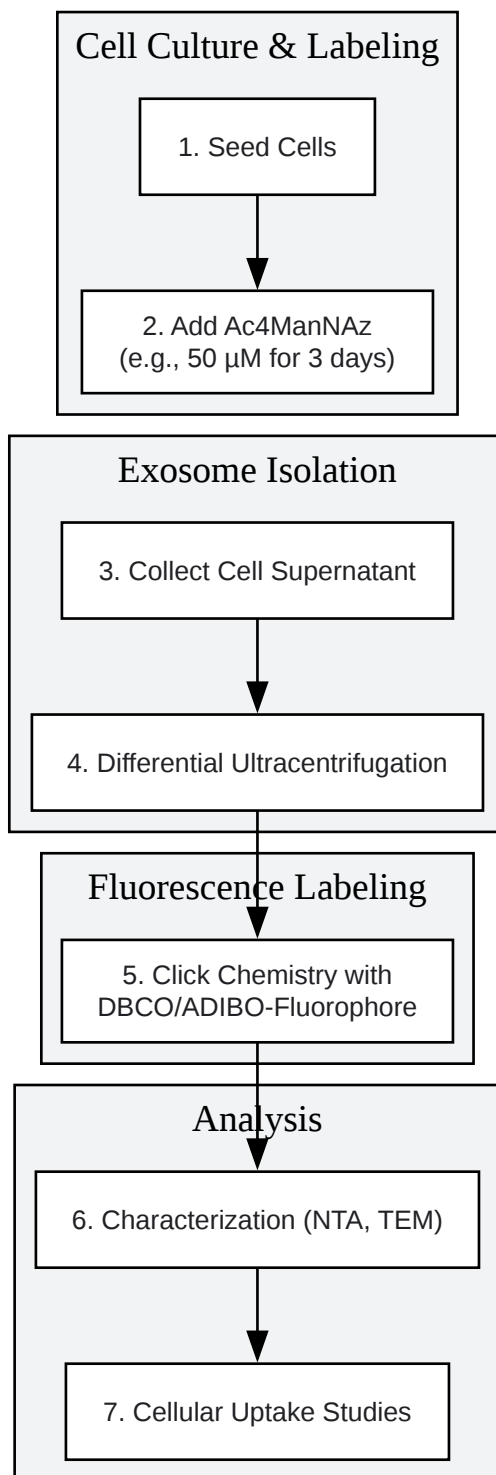 Cell Culture & Labeling
1. Seed Cells
2. Add Ac4ManNAz
(e.g., 50 µM for 3 days)
Exosome Isolation
3. Collect Cell Supernatant
4. Differential Ultracentrifugation
Fluorescence Labeling
5. Click Chemistry with
DBCO/ADIBO-Fluorophore
Analysis
6. Characterization (NTA, TEM)
7. Cellular Uptake Studies